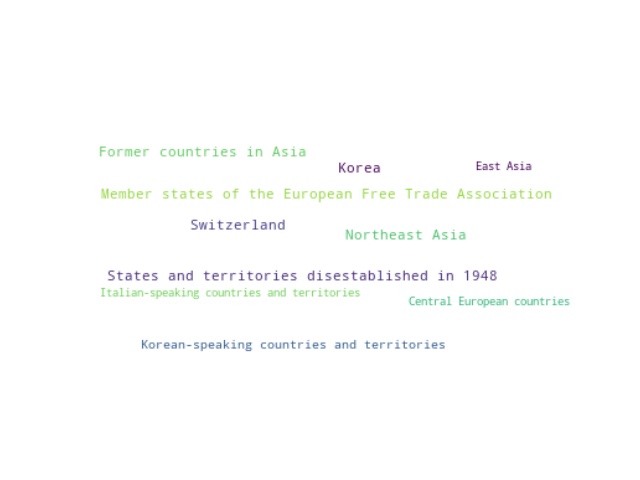 Former countries in Asia
Korea
East Asia
Member states of the European Free Trade Association
Switzerland
Northeast Asia
States and territories disestablished in 1948
Italian-speaking countries and territories
Central European countries
Korean-speaking countries and territories